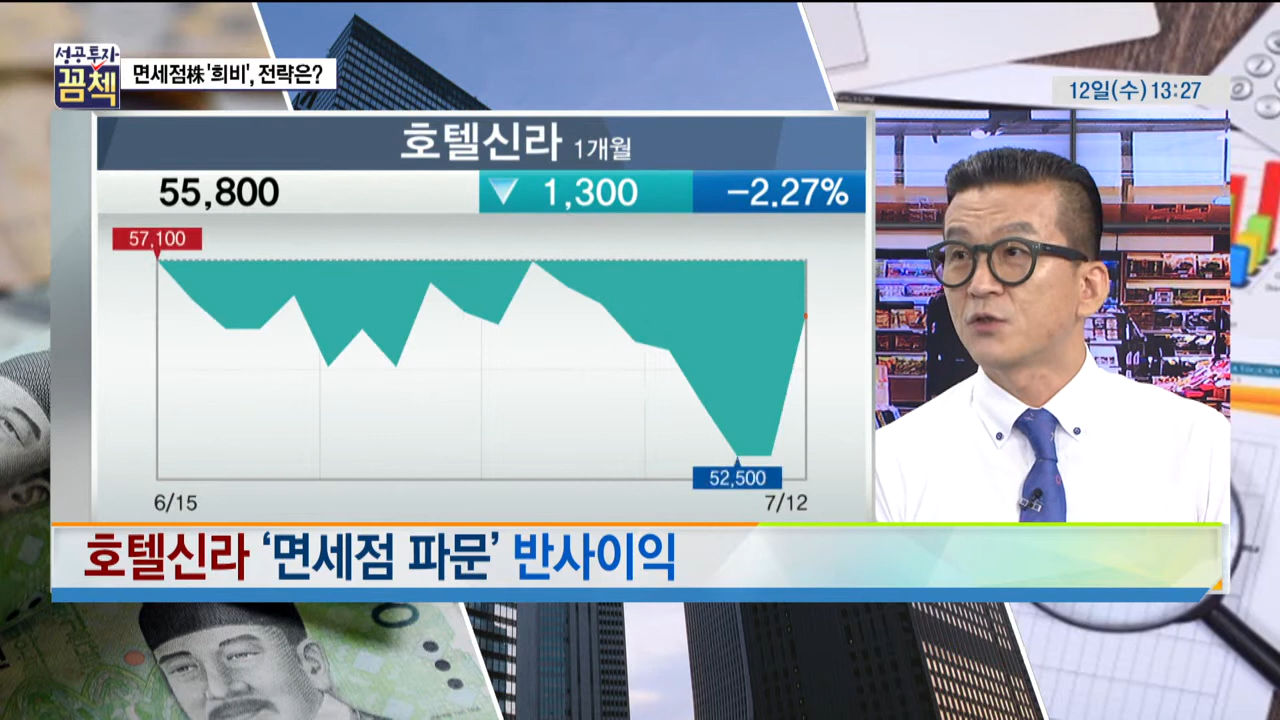 성공투자
꼼첵
면세점株 '희비', 전략은?
12일(수) 13:27
호텔신라 1개월
55,800 ▼ 1,300 -2.27%
57,100
52,500
6/15 7/12
호텔신라 ‘면세점 파문’ 반사이익